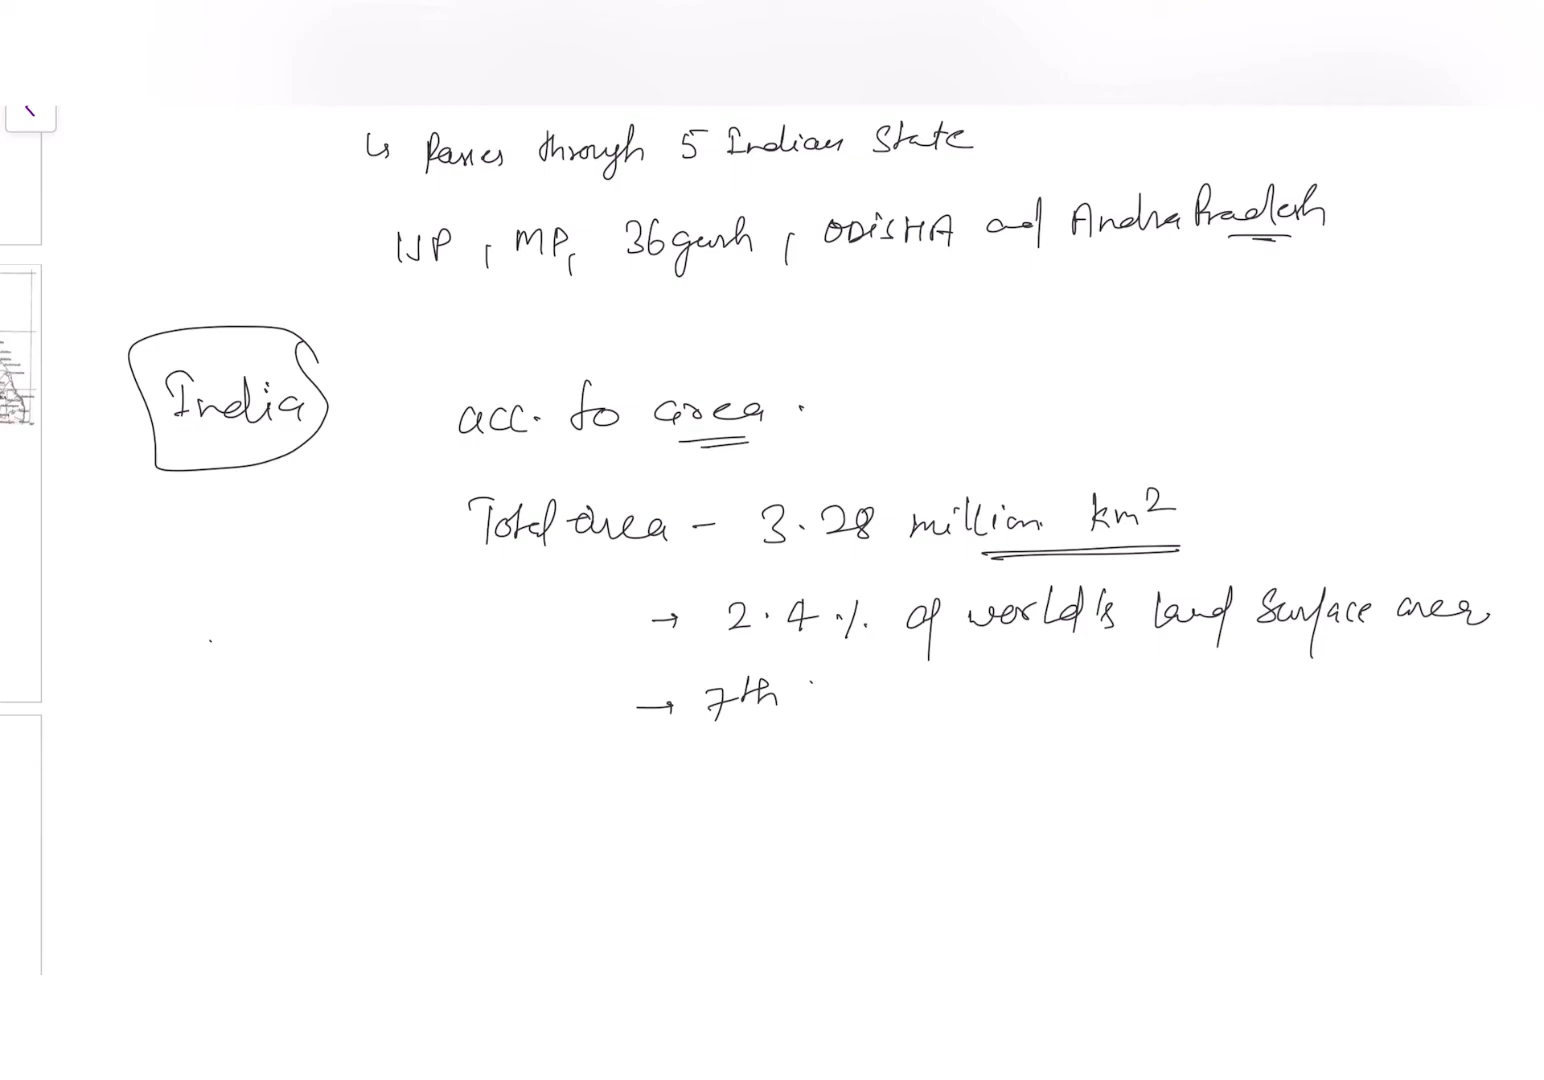 ↳ Passes through 5 Indian State
UP, MP, 36garh, ODISHA and Andra Pradesh
India
acc. to area.
Total area - 3.28 million km²
→ 2.4 % of world's land Surface area
→ 7th